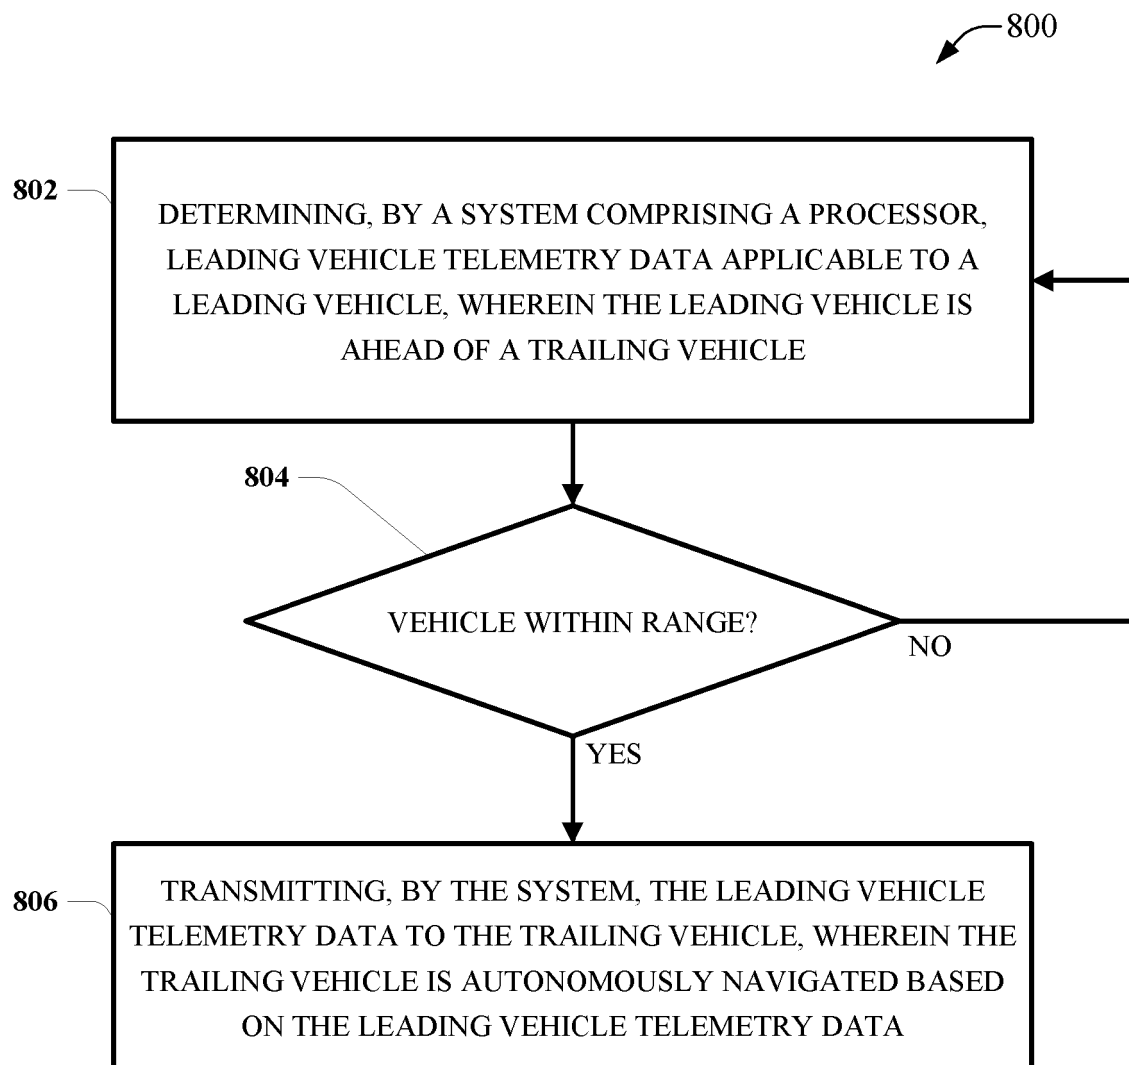 800
802
DETERMINING, BY A SYSTEM COMPRISING A PROCESSOR,
LEADING VEHICLE TELEMETRY DATA APPLICABLE TO A
LEADING VEHICLE, WHEREIN THE LEADING VEHICLE IS
AHEAD OF A TRAILING VEHICLE
804
VEHICLE WITHIN RANGE?
NO
YES
806
TRANSMITTING, BY THE SYSTEM, THE LEADING VEHICLE
TELEMETRY DATA TO THE TRAILING VEHICLE, WHEREIN THE
TRAILING VEHICLE IS AUTONOMOUSLY NAVIGATED BASED
ON THE LEADING VEHICLE TELEMETRY DATA